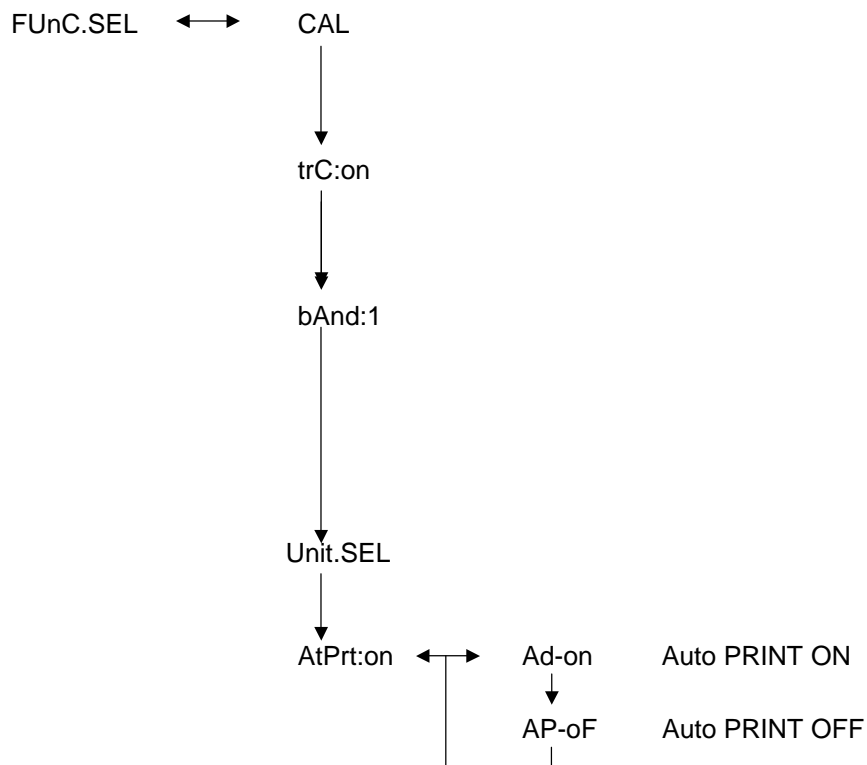 FUnC.SEL CAL
trC:on
bAnd:1
Unit.SEL
AtPrt:on Ad-on Auto PRINT ON
AP-oF Auto PRINT OFF